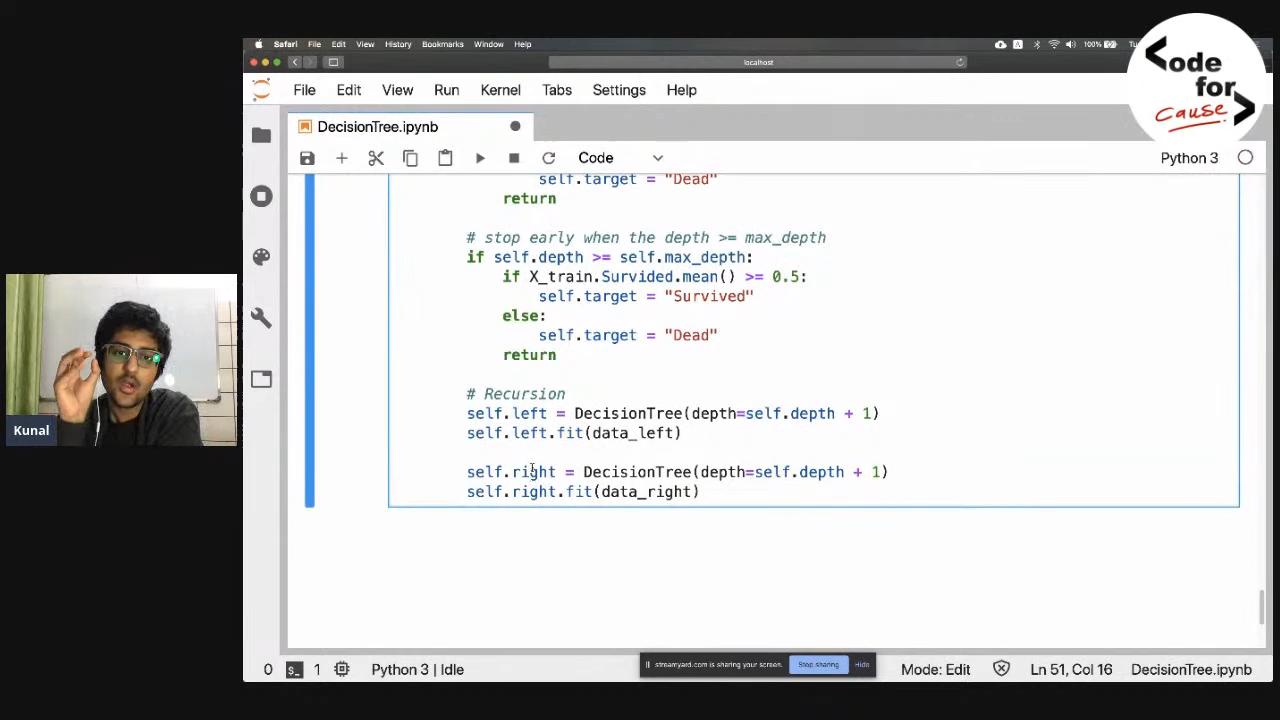 Safari File Edit View History Bookmarks Window Help
100%
localhost
<ode
for
cause>
File Edit View Run Kernel Tabs Settings Help
DecisionTree.ipynb
Code
Python 3
self.target = "Dead"
return
# stop early when the depth >= max_depth
if self.depth >= self.max_depth:
if X_train.Survided.mean() >= 0.5:
self.target = "Survived"
else:
self.target = "Dead"
return
# Recursion
self.left = DecisionTree(depth=self.depth + 1)
self.left.fit(data_left)
self.right = DecisionTree(depth=self.depth + 1)
self.right.fit(data_right)
Kunal
streamyard.com is sharing your screen. Stop sharing Hide
0 1 Python 3 | Idle Mode: Edit Ln 51, Col 16 DecisionTree.ipynb